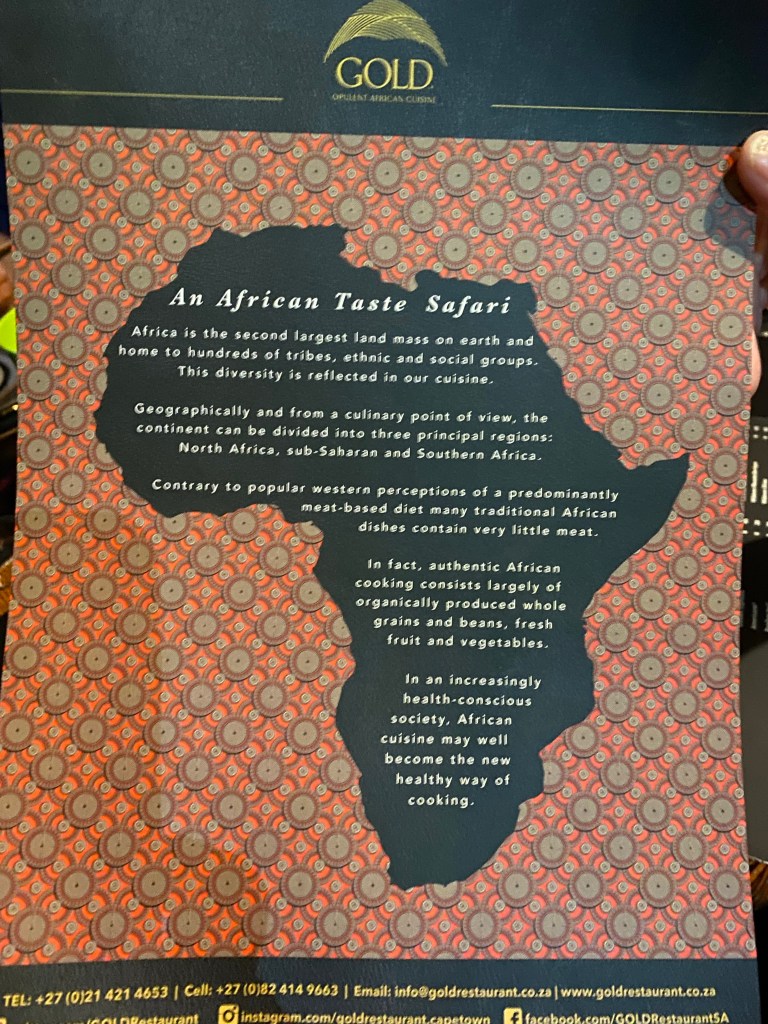 GOLD
OPULENT AFRICAN CUISINE
An African Taste Safari
Africa is the second largest land mass on earth and
home to hundreds of tribes, ethnic and social groups.
This diversity is reflected in our cuisine.
Geographically and from a culinary point of view, the
continent can be divided into three principal regions:
North Africa, sub-Saharan and Southern Africa.
Contrary to popular western perceptions of a predominantly
meat-based diet many traditional African
dishes contain very little meat.
In fact, authentic African
cooking consists largely of
organically produced whole
grains and beans, fresh
fruit and vegetables.
In an increasingly
health-conscious
society, African
cuisine may well
become the new
healthy way of
cooking.
TEL: +27 (0)21 421 4653 | Cell: +27 (0)82 414 9663 | Email: info@goldrestaurant.co.za | www.goldrestaurant.co.za
instagram.com/goldrestaurant.capetown facebook.com/GOLDRestaurantSA